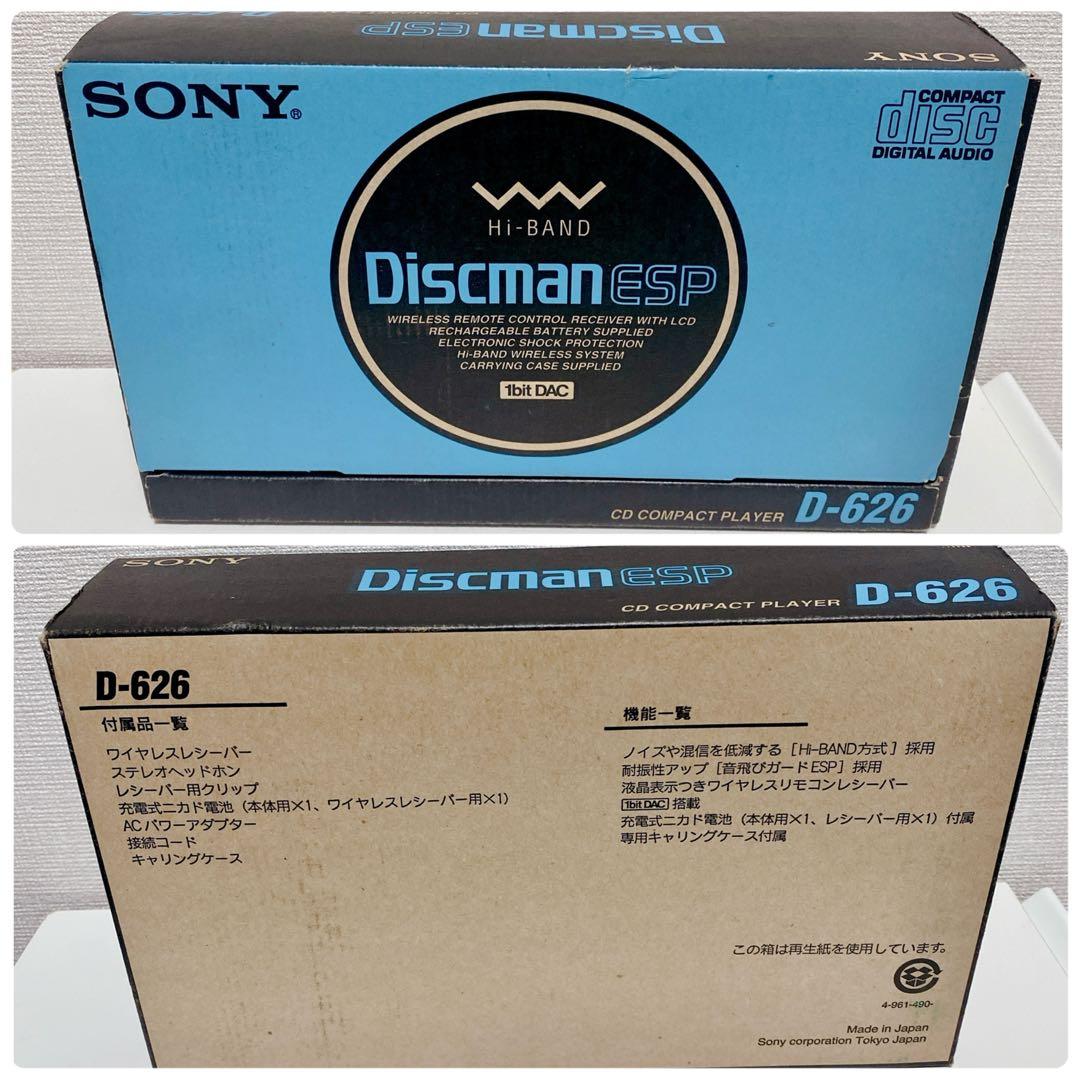 Discman ESP
SONY
SONY®
COMPACT
disc
DIGITAL AUDIO
Hi-BAND
Discman ESP
WIRELESS REMOTE CONTROL RECEIVER WITH LCD
RECHARGEABLE BATTERY SUPPLIED
ELECTRONIC SHOCK PROTECTION
Hi-BAND WIRELESS SYSTEM
CARRYING CASE SUPPLIED
1bit DAC
CD COMPACT PLAYER D-626
SONY
Discman ESP
CD COMPACT PLAYER D-626
D-626
付属品一覧
ワイヤレスレシーバー
ステレオヘッドホン
レシーバー用クリップ
充電式ニカド電池（本体用×1、ワイヤレスレシーバー用×1）
ACパワーアダプター
接続コード
キャリングケース
機能一覧
ノイズや混信を低減する［Hi-BAND方式］採用
耐振性アップ［音飛びガードESP］採用
液晶表示つきワイヤレスリモコンレシーバー
1bit DAC 搭載
充電式ニカド電池（本体用×1、レシーバー用×1）付属
専用キャリングケース付属
この箱は再生紙を使用しています。
4-961-490-
Made in Japan
Sony corporation Tokyo Japan